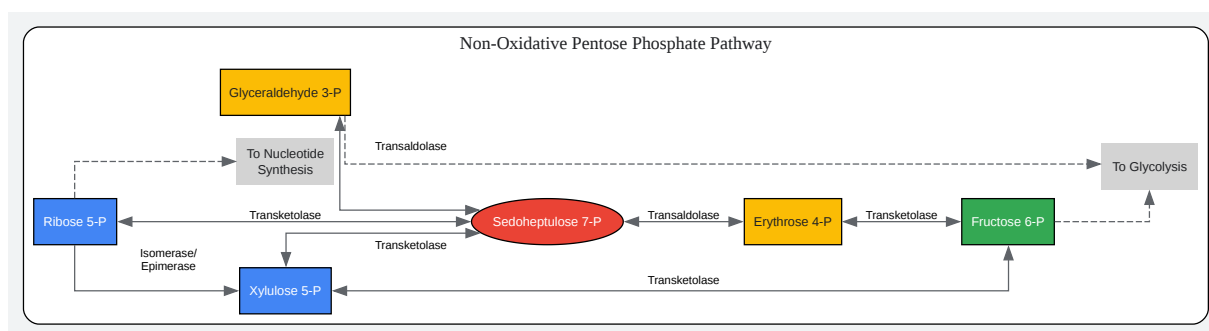 Non-Oxidative Pentose Phosphate Pathway
Glyceraldehyde 3-P
Transaldolase
To Nucleotide
Synthesis
To Glycolysis
Ribose 5-P
Transketolase
Sedoheptulose 7-P
Transaldolase
Erythrose 4-P
Transketolase
Fructose 6-P
Transketolase
Isomerase/
Epimerase
Xylulose 5-P
Transketolase